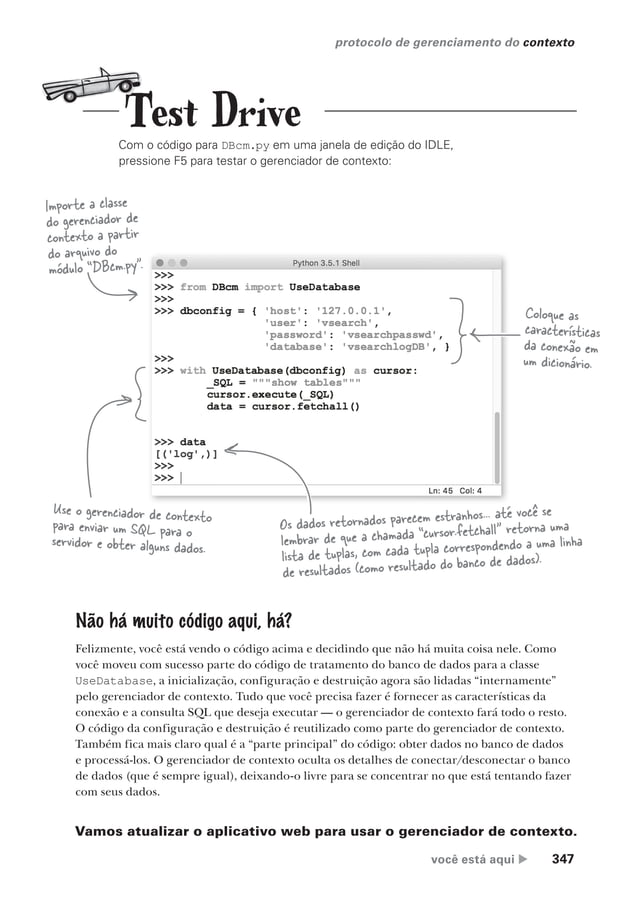 protocolo de gerenciamento do contexto
Test Drive
Com o código para DBcm.py em uma janela de edição do IDLE,
pressione F5 para testar o gerenciador de contexto:
Importe a classe
do gerenciador de
contexto a partir
do arquivo do
módulo “DBcm.py”.
Python 3.5.1 Shell
>>>
>>> from DBcm import UseDatabase
>>>
>>> dbconfig = { 'host': '127.0.0.1',
'user': 'vsearch',
'password': 'vsearchpasswd',
'database': 'vsearchlogDB', }
>>>
>>> with UseDatabase(dbconfig) as cursor:
_SQL = """show tables"""
cursor.execute(_SQL)
data = cursor.fetchall()
>>> data
[('log',)]
>>>
>>>
Ln: 45 Col: 4
Coloque as
características
da conexão em
um dicionário.
Use o gerenciador de contexto
para enviar um SQL para o
servidor e obter alguns dados.
Os dados retornados parecem estranhos... até você se
lembrar de que a chamada “cursor.fetchall” retorna uma
lista de tuplas, com cada tupla correspondendo a uma linha
de resultados (como resultado do banco de dados).
Não há muito código aqui, há?
Felizmente, você está vendo o código acima e decidindo que não há muita coisa nele. Como
você moveu com sucesso parte do código de tratamento do banco de dados para a classe
UseDatabase, a inicialização, configuração e destruição agora são lidadas “internamente”
pelo gerenciador de contexto. Tudo que você precisa fazer é fornecer as características da
conexão e a consulta SQL que deseja executar — o gerenciador de contexto fará todo o resto.
O código da configuração e destruição é reutilizado como parte do gerenciador de contexto.
Também fica mais claro qual é a “parte principal” do código: obter dados no banco de dados
e processá-los. O gerenciador de contexto oculta os detalhes de conectar/desconectar o banco
de dados (que é sempre igual), deixando-o livre para se concentrar no que está tentando fazer
com seus dados.
Vamos atualizar o aplicativo web para usar o gerenciador de contexto.
você está aqui ▶ 347